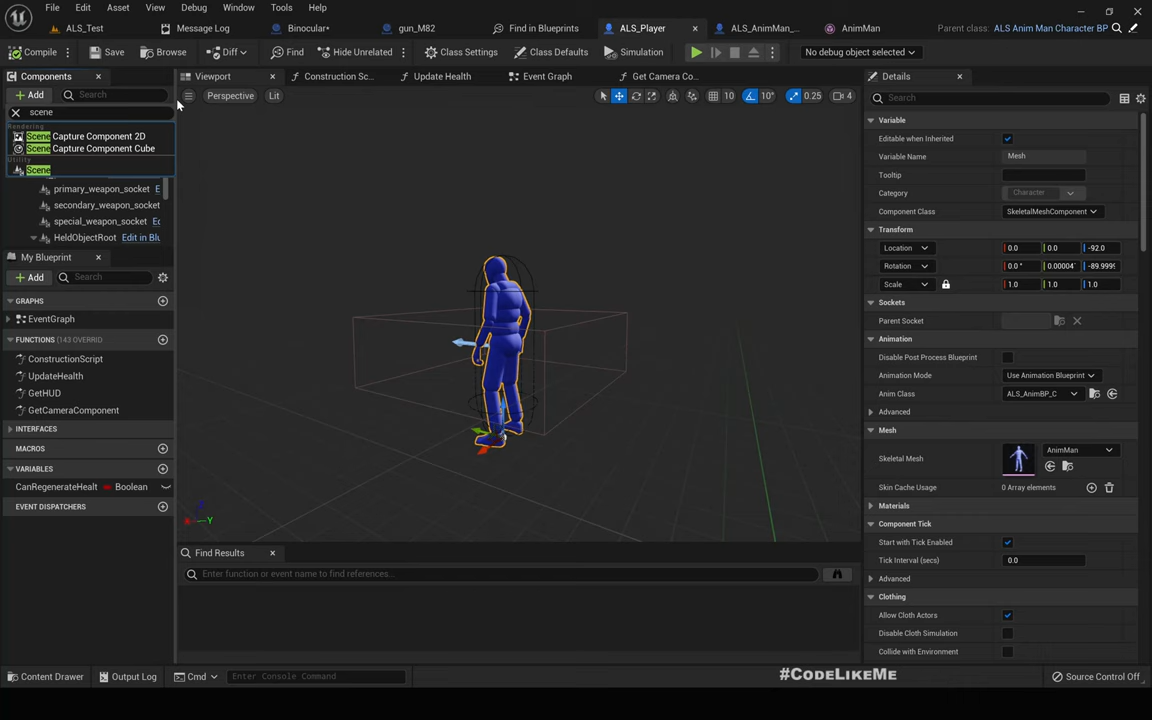 File Edit Asset View Debug Window Tools Help
ALS_Test Message Log Binocular* gun_M82 Find in Blueprints ALS_Player ALS_AnimMan_... AnimMan Parent class: ALS Anim Man Character BP
Compile Save Browse Diff Find Hide Unrelated Class Settings Class Defaults Simulation No debug object selected
Components
Add Search
scene
Rendering
Scene Capture Component 2D
Scene Capture Component Cube
Utility
Scene
primary_weapon_socket E
secondary_weapon_socket
special_weapon_socket Ec
HeldObjectRoot Edit in Blu
My Blueprint
Add Search
GRAPHS
EventGraph
FUNCTIONS (143 OVERRID
ConstructionScript
UpdateHealth
GetHUD
GetCameraComponent
INTERFACES
MACROS
VARIABLES
CanRegenerateHealt Boolean
EVENT DISPATCHERS
Viewport Construction Sc... Update Health Event Graph Get Camera Co...
Perspective Lit 10 10° 0.25 4
X Z Y
Find Results
Enter function or event name to find references...
Details
Search
Variable
Editable when Inherited
Variable Name Mesh
Tooltip
Category Character
Component Class SkeletalMeshComponent
Transform
Location 0.0 0.0 -92.0
Rotation 0.0 ° 0.00004° -89.9999
Scale 1.0 1.0 1.0
Sockets
Parent Socket
Animation
Disable Post Process Blueprint
Animation Mode Use Animation Blueprint
Anim Class ALS_AnimBP_C
Advanced
Mesh
Skeletal Mesh AnimMan
Skin Cache Usage 0 Array elements
Materials
Component Tick
Start with Tick Enabled
Tick Interval (secs) 0.0
Advanced
Clothing
Allow Cloth Actors
Disable Cloth Simulation
Collide with Environment
Content Drawer Output Log Cmd Enter Console Command #CodeLikeMe Source Control Off